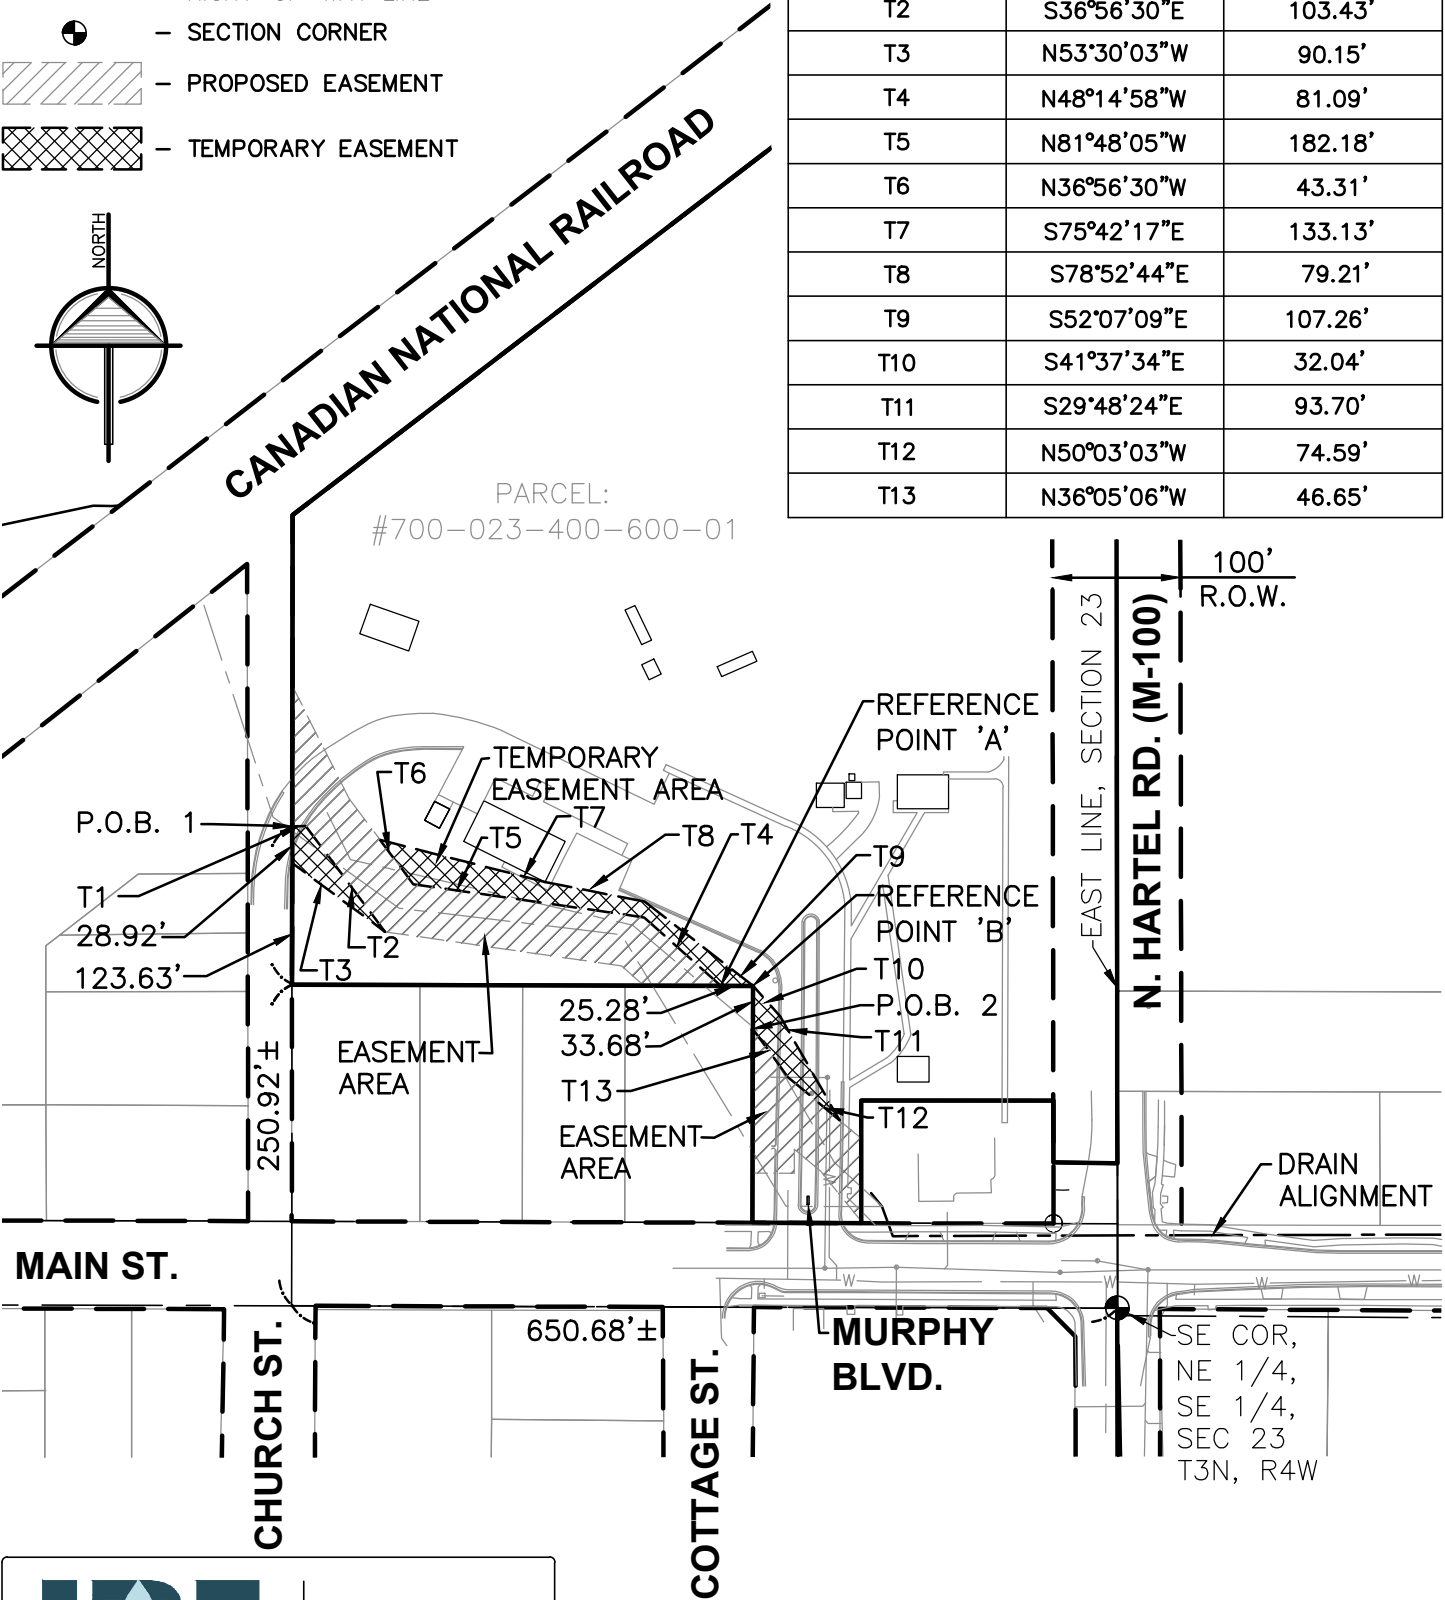 – SECTION CORNER
– PROPOSED EASEMENT
– TEMPORARY EASEMENT
NORTH
T2 S36°56'30"E 103.43'
T3 N53°30'03"W 90.15'
T4 N48°14'58"W 81.09'
T5 N81°48'05"W 182.18'
T6 N36°56'30"W 43.31'
T7 S75°42'17"E 133.13'
T8 S78°52'44"E 79.21'
T9 S52°07'09"E 107.26'
T10 S41°37'34"E 32.04'
T11 S29°48'24"E 93.70'
T12 N50°03'03"W 74.59'
T13 N36°05'06"W 46.65'
CANADIAN NATIONAL RAILROAD
PARCEL:
#700-023-400-600-01
100'
R.O.W.
EAST LINE, SECTION 23
N. HARTEL RD. (M-100)
REFERENCE
POINT 'A'
TEMPORARY
EASEMENT AREA
T6
T7
P.O.B. 1
T5
T8
T4
T9
T1
REFERENCE
POINT 'B'
28.92'
T2
123.63'
T3
T10
25.28'
P.O.B. 2
33.68'
T11
EASEMENT
AREA
250.92'±
T13
T12
EASEMENT
AREA
DRAIN
ALIGNMENT
MAIN ST.
W
W
W
W
650.68'±
MURPHY
BLVD.
CHURCH ST.
COTTAGE ST.
SE COR,
NE 1/4,
SE 1/4,
SEC 23
T3N, R4W